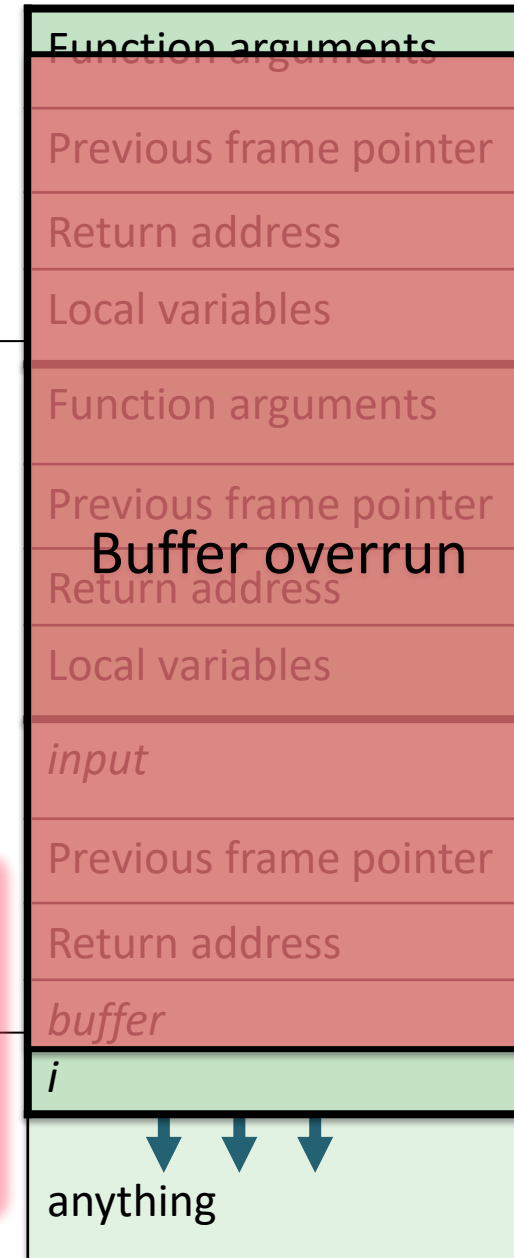 Function arguments
Previous frame pointer
Return address
Local variables
Function arguments
Previous frame pointer
Buffer overrun
Return address
Local variables
input
Previous frame pointer
Return address
buffer
i
anything